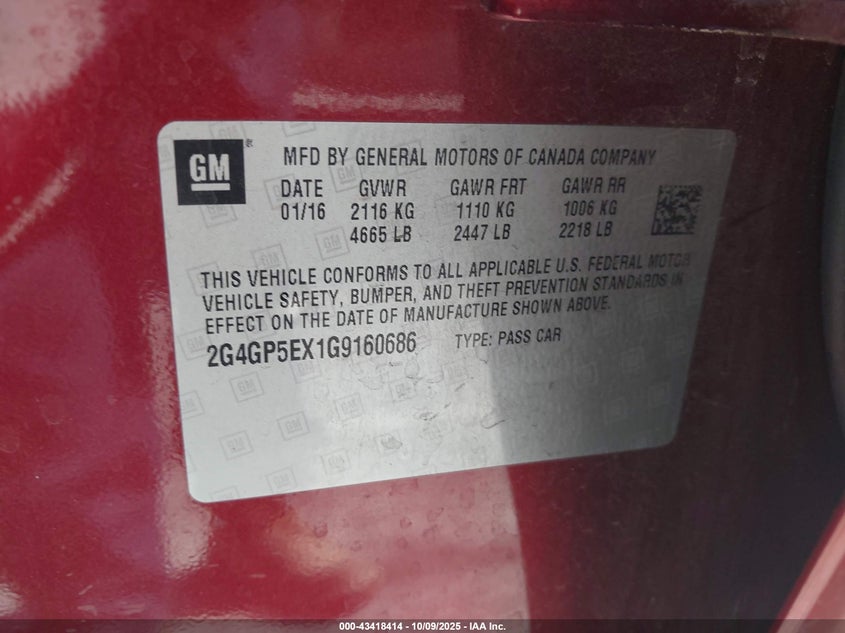 GM ® MFD BY GENERAL MOTORS OF CANADA COMPANY
DATE GVWR GAWR FRT GAWR RR
01/16 2116 KG 1110 KG 1006 KG
4665 LB 2447 LB 2218 LB
THIS VEHICLE CONFORMS TO ALL APPLICABLE U.S. FEDERAL MOTOR
VEHICLE SAFETY, BUMPER, AND THEFT PREVENTION STANDARDS IN
EFFECT ON THE DATE OF MANUFACTURE SHOWN ABOVE.
2G4GP5EX1G9160686 TYPE: PASS CAR
000-43418414 | 10/09/2025 - IAA Inc.